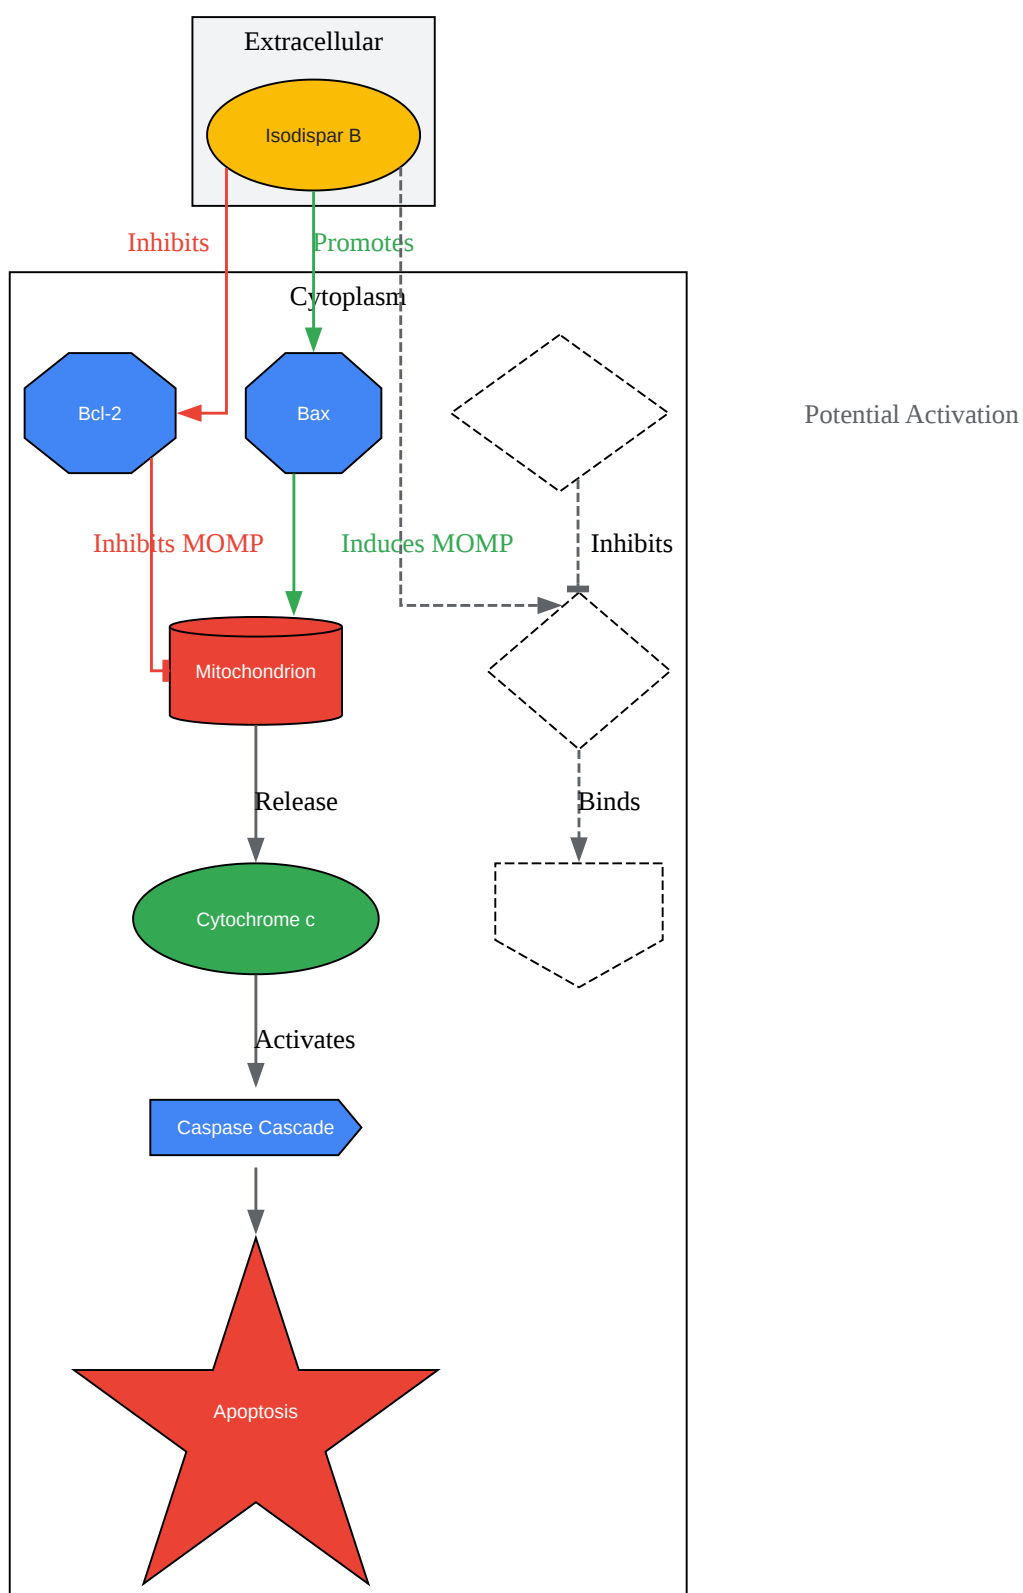 Extracellular
Isodispar B
Inhibits
Promotes
Cytoplasm
Bcl-2
Bax
Potential Activation
Inhibits MOMP
Induces MOMP
Inhibits
Mitochondrion
Release
Binds
Cytochrome c
Activates
Caspase Cascade
Apoptosis